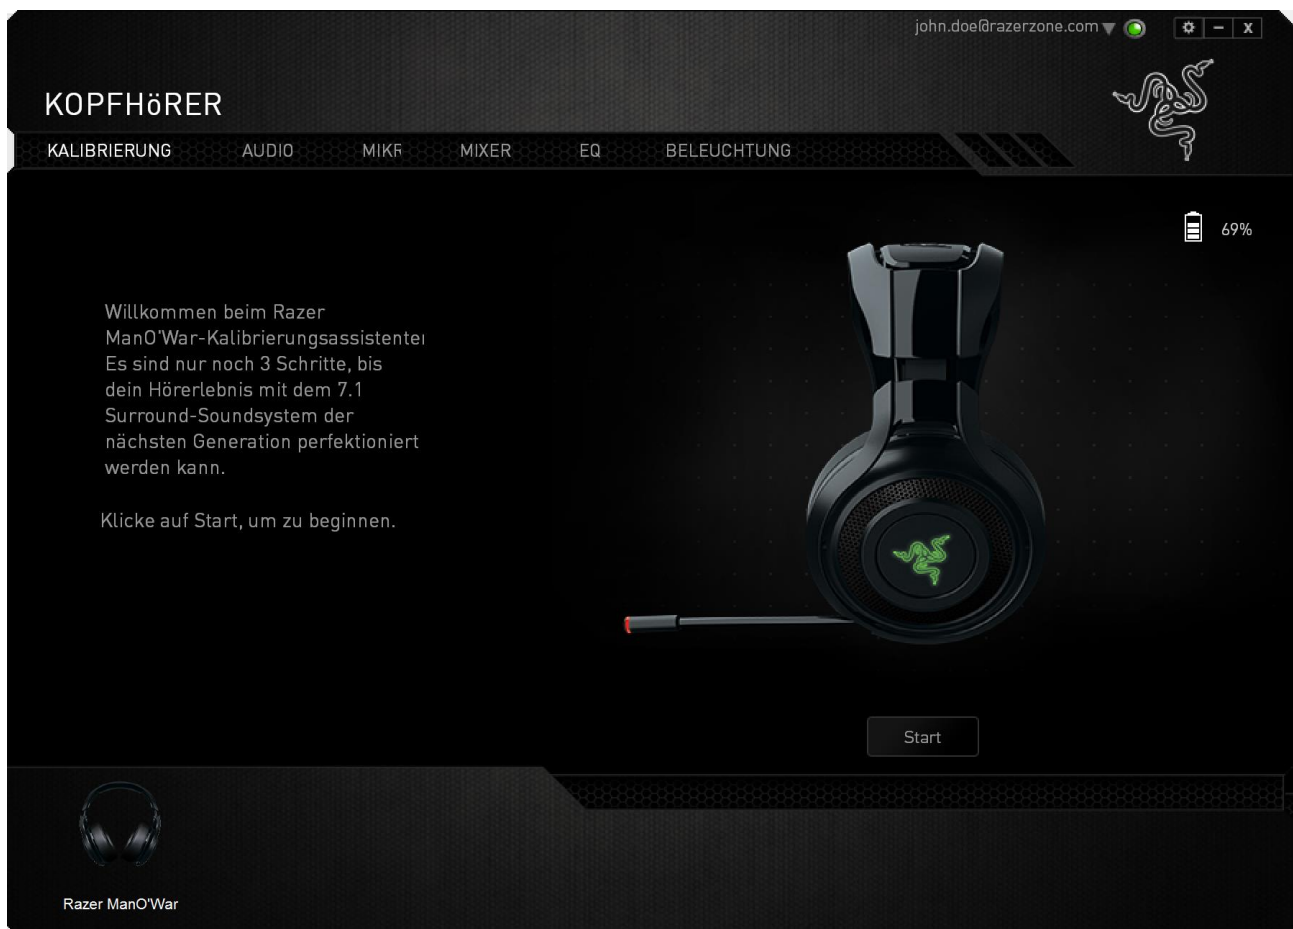 john.doe@razerzone.com
X
KOPFHöRER
KALIBRIERUNG AUDIO MIKR MIXER EQ BELEUCHTUNG
69%
Willkommen beim Razer
ManO'War-Kalibrierungsassistenten
Es sind nur noch 3 Schritte, bis
dein Hörerlebnis mit dem 7.1
Surround-Soundsystem der
nächsten Generation perfektioniert
werden kann.
Klicke auf Start, um zu beginnen.
Start
Razer ManO'War